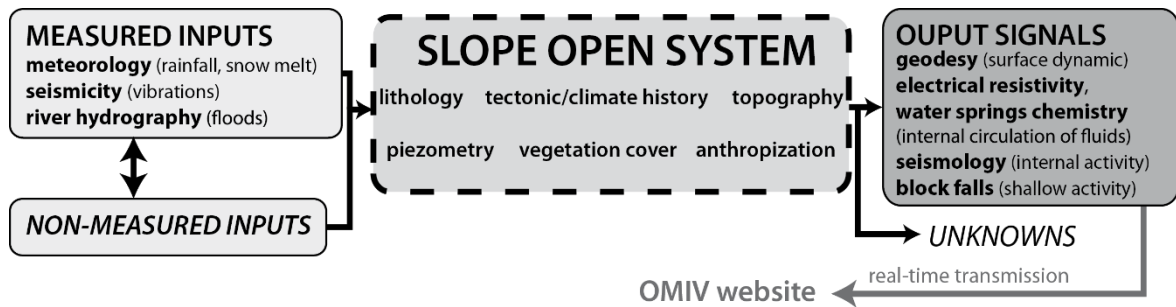 MEASURED INPUTS
meteorology (rainfall, snow melt)
seismicity (vibrations)
river hydrography (floods)
NON-MEASURED INPUTS
SLOPE OPEN SYSTEM
lithology tectonic/climate history topography
piezometry vegetation cover anthropization
OUPUT SIGNALS
geodesy (surface dynamic)
electrical resistivity,
water springs chemistry
(internal circulation of fluids)
seismology (internal activity)
block falls (shallow activity)
UNKNOWNS
real-time transmission
OMIV website